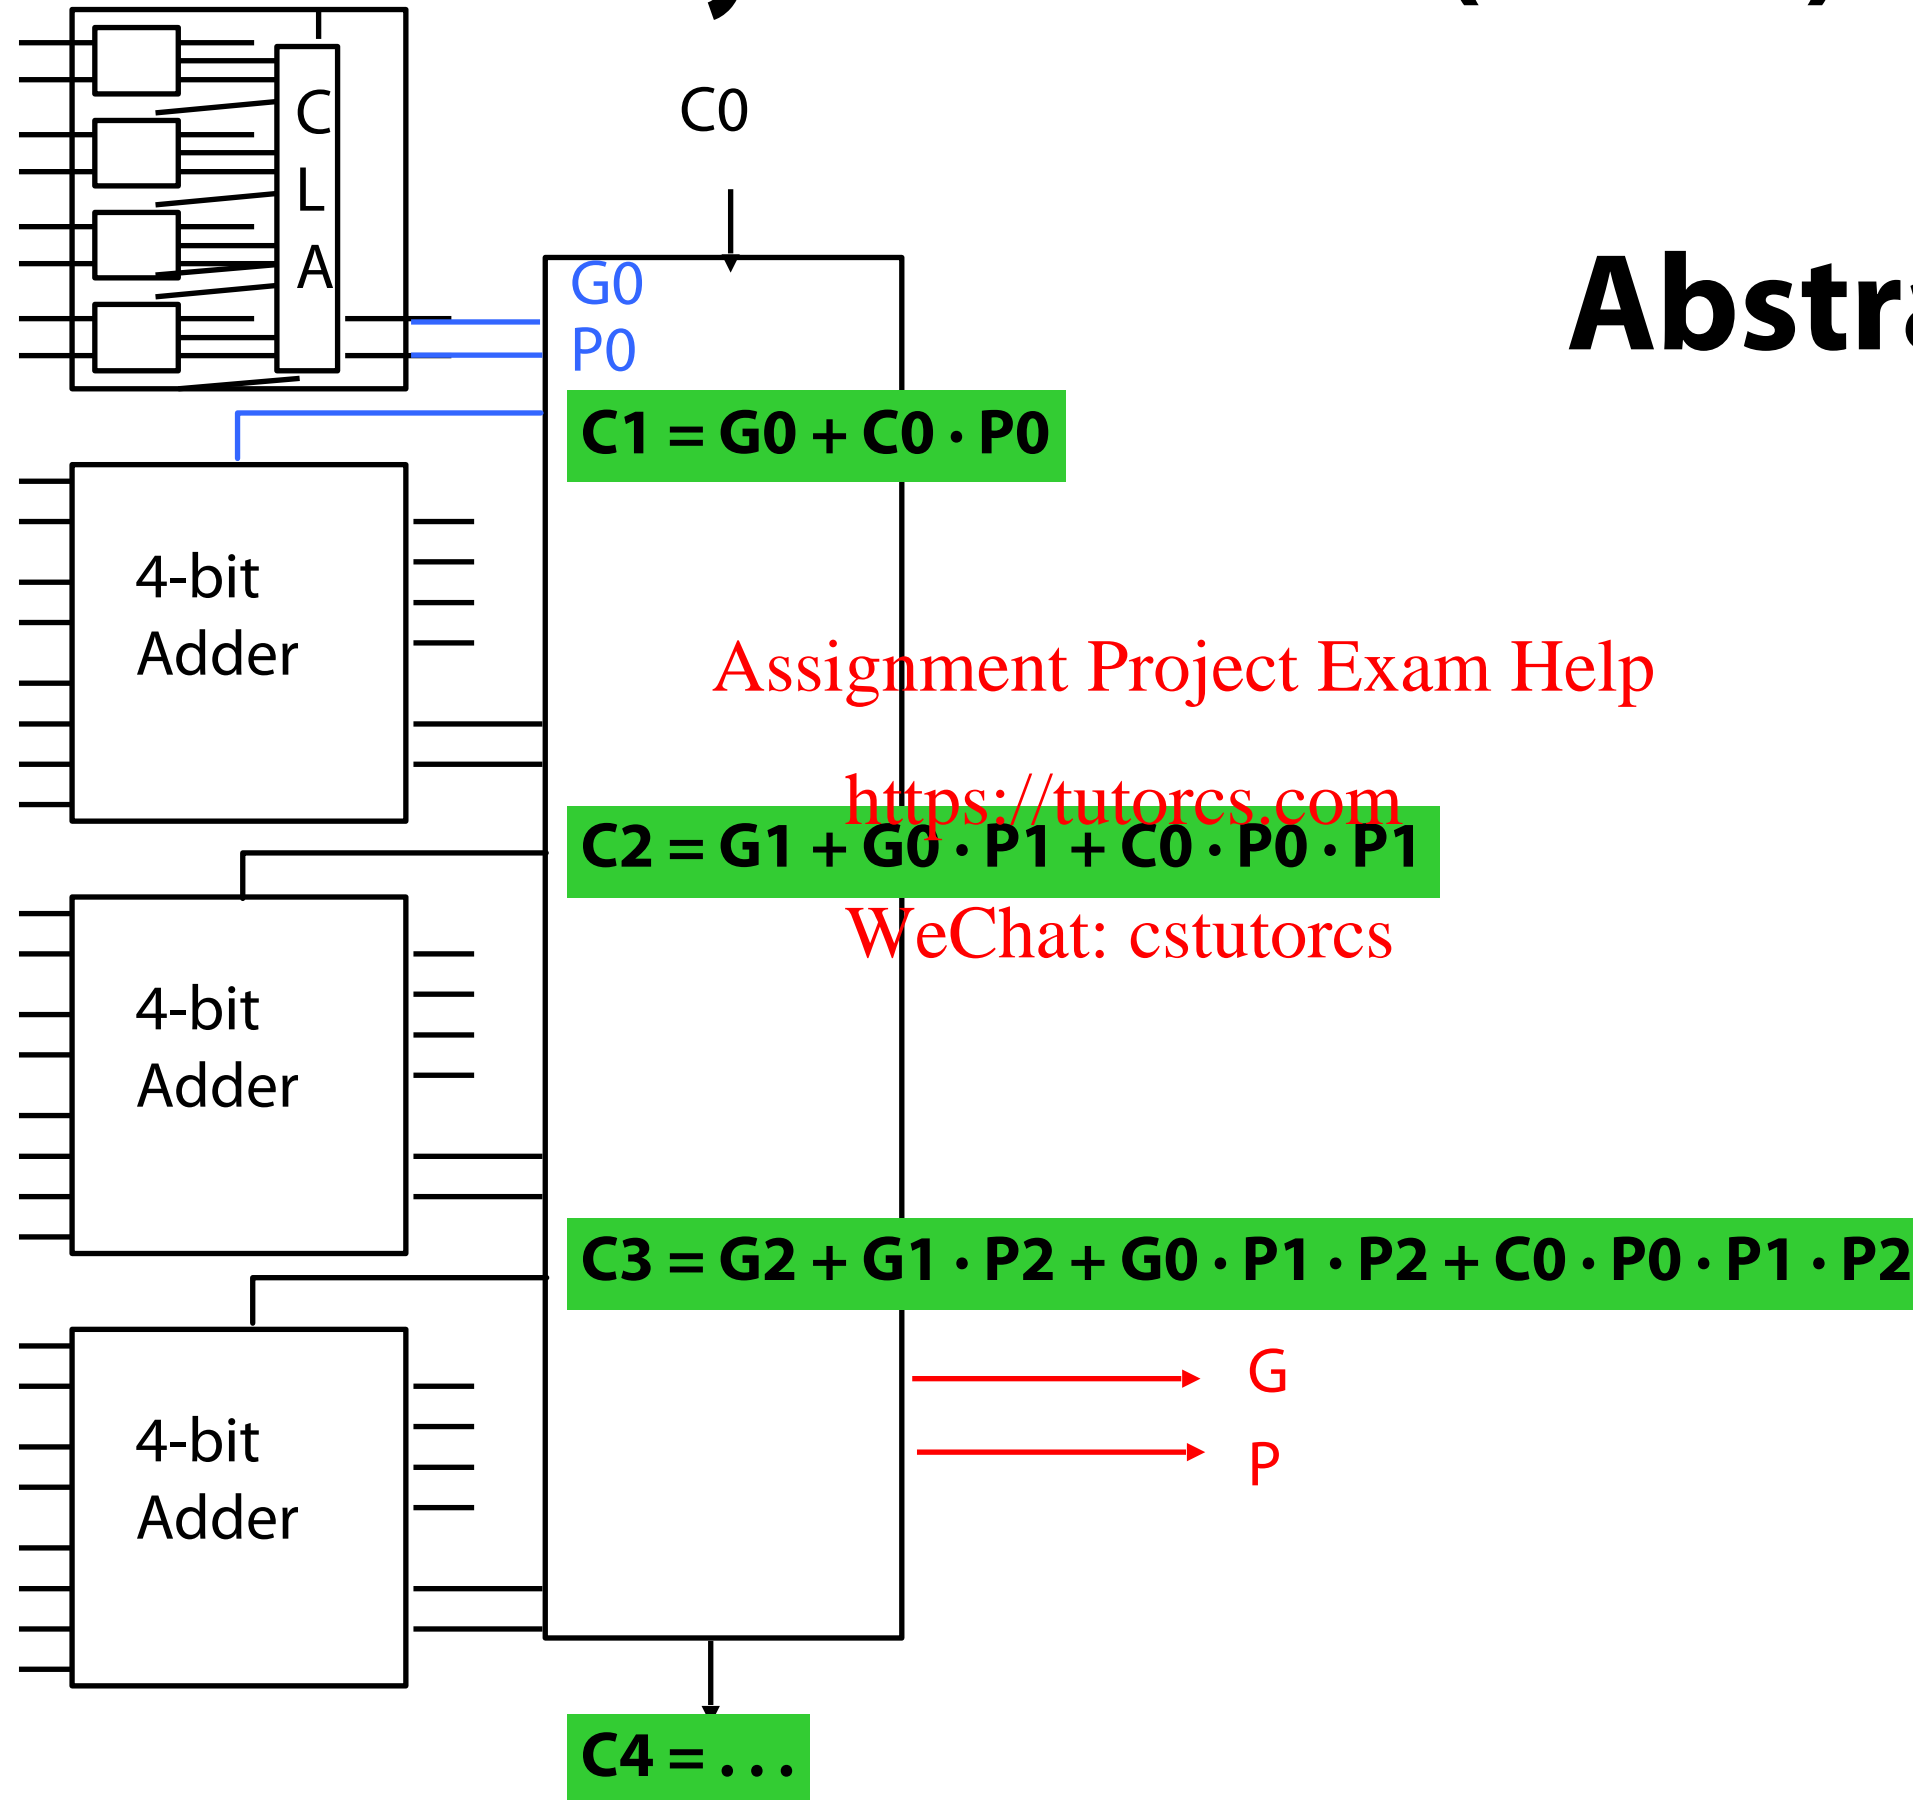 C
L
A
C0
G0
P0
C1 = G0 + C0 · P0
4-bit
Adder
Assignment Project Exam Help
https://tutorcs.com
C2 = G1 + G0 · P1 + C0 · P0 · P1
WeChat: cstutorcs
4-bit
Adder
C3 = G2 + G1 · P2 + G0 · P1 · P2 + C0 · P0 · P1 · P2
G
P
4-bit
Adder
C4 = . . .